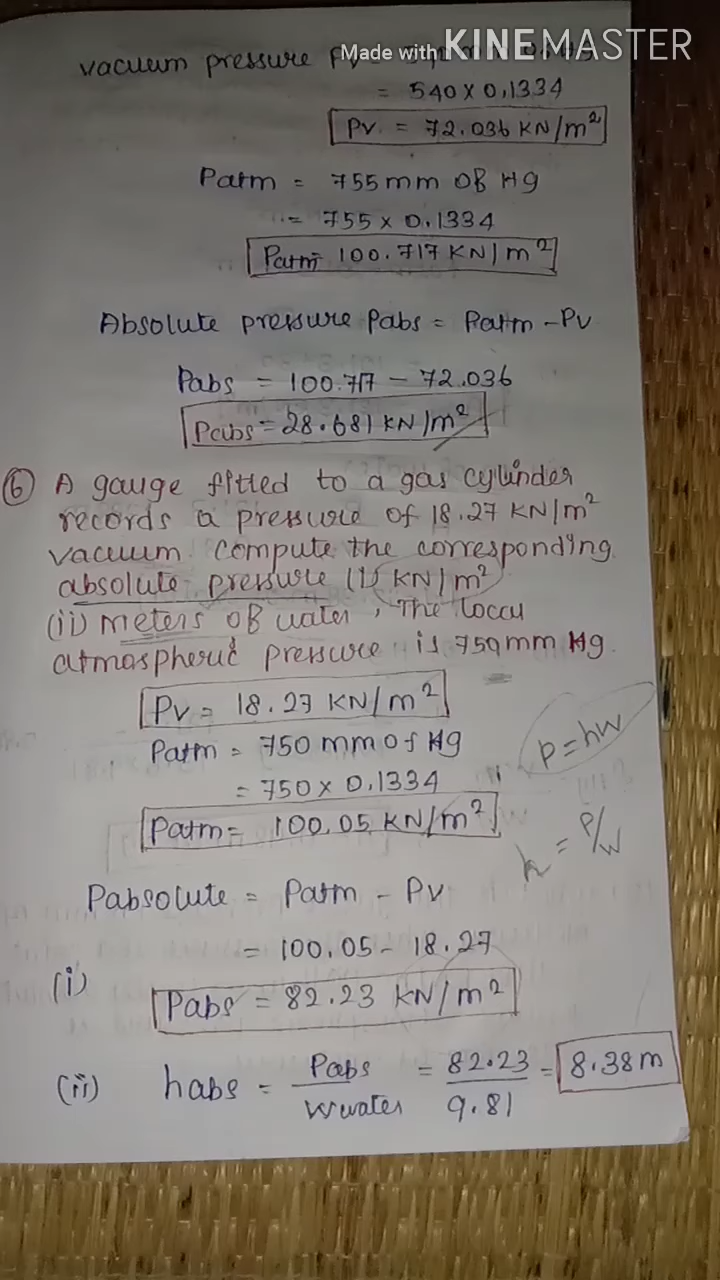 Made with KINEMASTER
vacuum pressure Pv
= 540 x 0.1334
Pv = 72.036 KN/m²
Patm = 755 mm OB Hg
= 755 x 0.1334
Patm= 100.717 KN/m²
Absolute pressure Pabs = Patm - Pv
Pabs = 100.717 - 72.036
Pabs = 28.681 KN/m²
⑥ A gauge fitted to a gas cylinder
records a pressure of 18.27 KN/m²
vacuum. compute the corresponding
absolute pressure (i) KN/m²
(ii) meters OB water, The local
atmospheric pressure is 750mm Hg.
Pv = 18.27 KN/m²
Patm = 750 mm of Hg
= 750 x 0.1334
Patm = 100.05 KN/m²
P=hw
h = P/w
Pabsolute = Patm - Pv
= 100.05 - 18.27
(i) Pabs = 82.23 KN/m²
(ii) habs = Pabs / Wwater = 82.23 / 9.81 = 8.38m